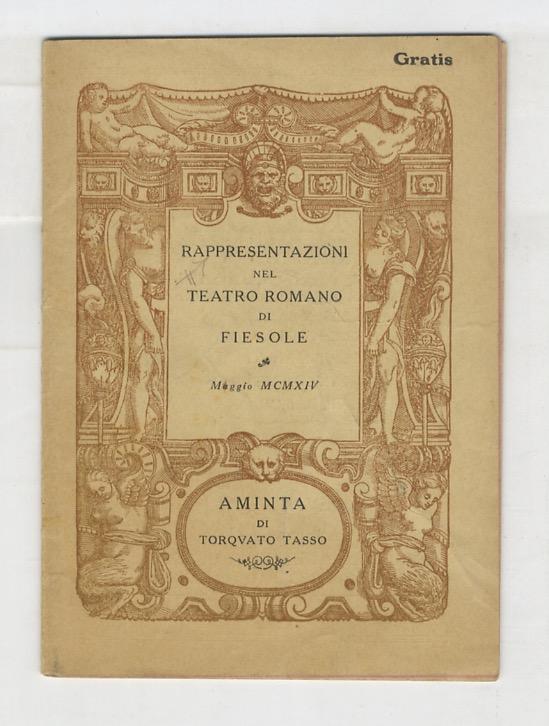 Gratis
RAPPRESENTAZIONI
NEL
TEATRO ROMANO
DI
FIESOLE
Maggio MCMXIV
AMINTA
DI
TORQVATO TASSO